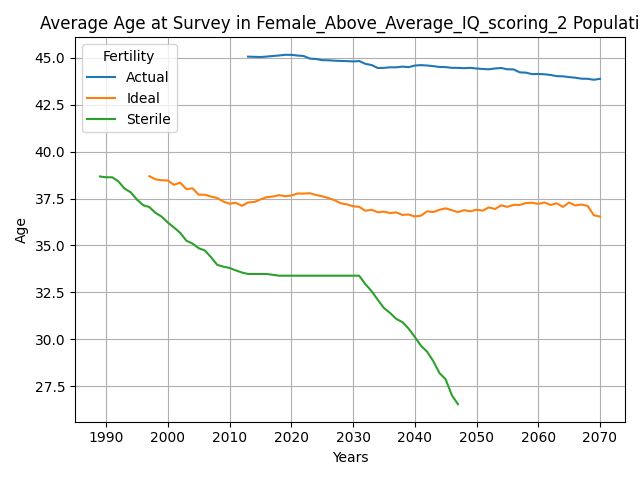 Average Age at Survey in Female_Above_Average_IQ_scoring_2 Populati
Fertility
Actual
Ideal
Sterile
45.0
42.5
40.0
37.5
35.0
32.5
30.0
27.5
Age
1990 2000 2010 2020 2030 2040 2050 2060 2070
Years